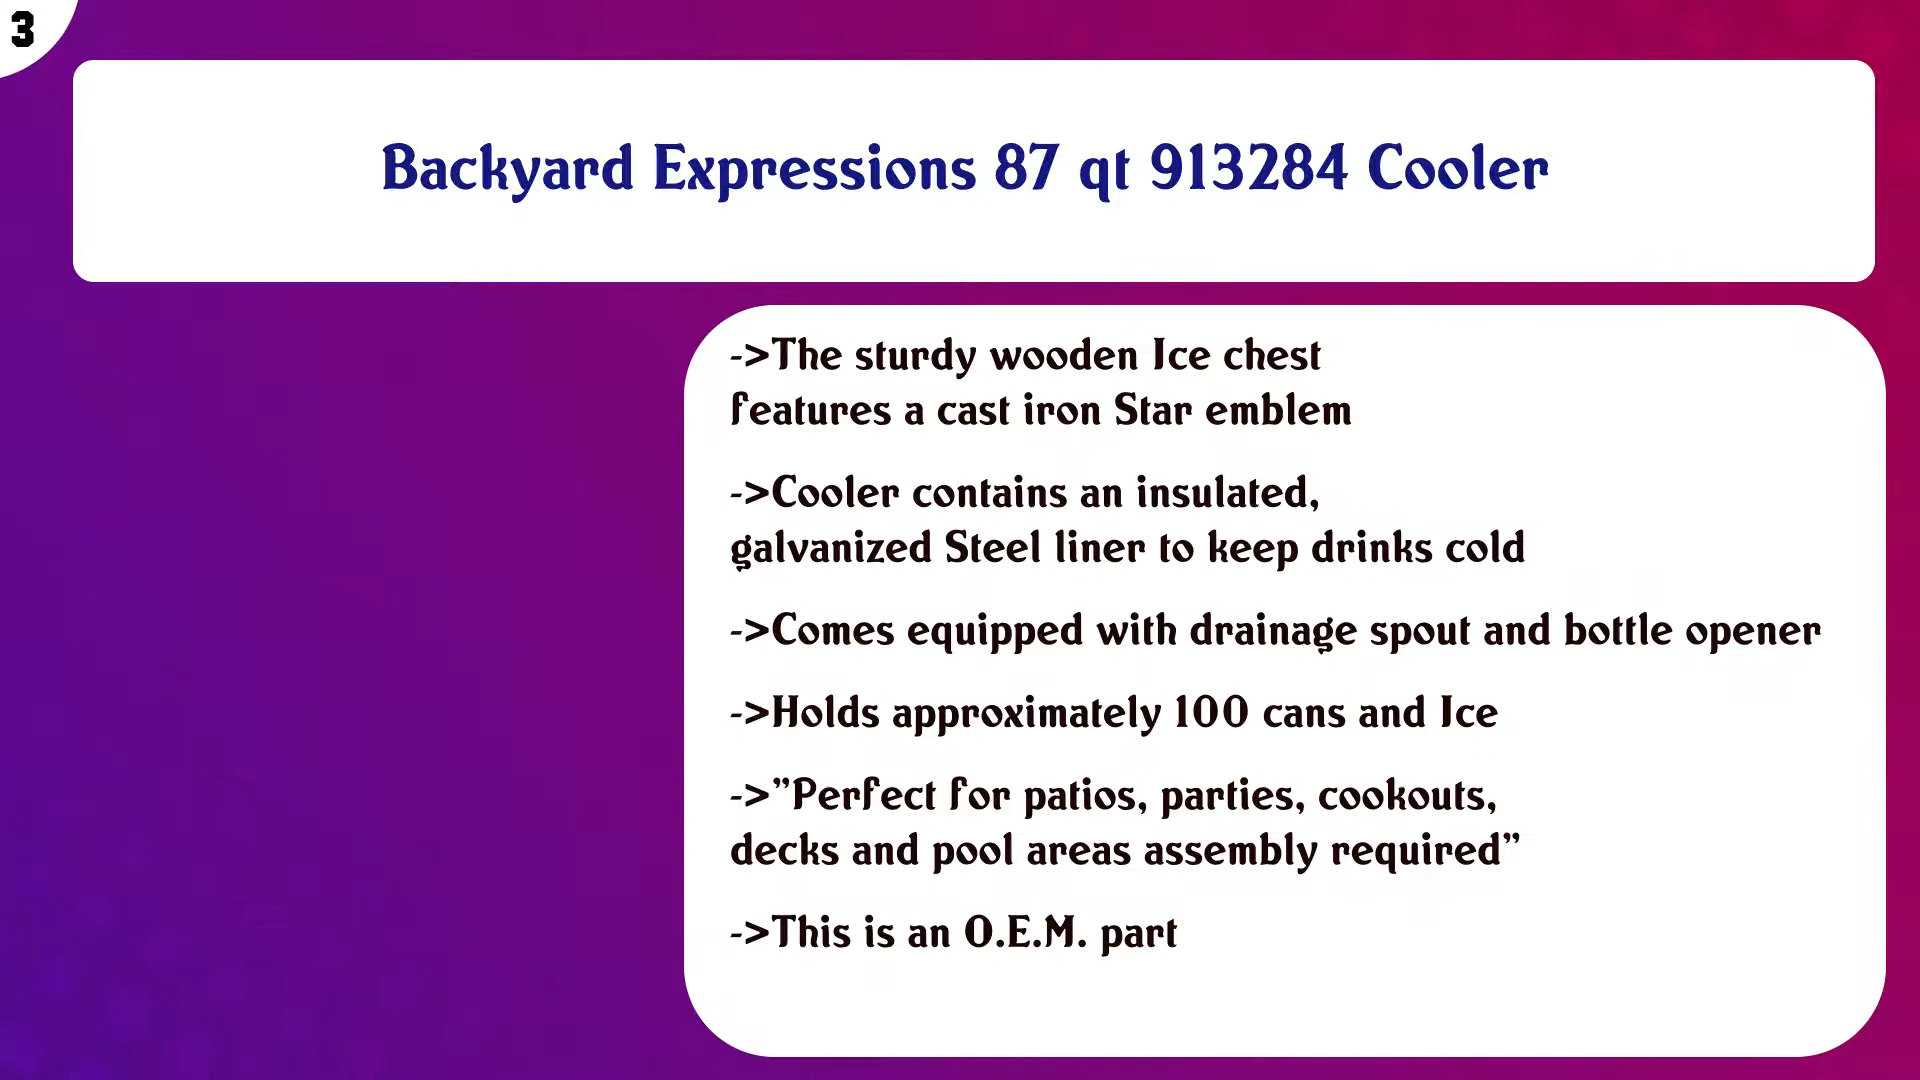 3
Backyard Expressions 87 qt 913284 Cooler
->The sturdy wooden Ice chest
features a cast iron Star emblem
->Cooler contains an insulated,
galvanized Steel liner to keep drinks cold
->Comes equipped with drainage spout and bottle opener
->Holds approximately 100 cans and Ice
->”Perfect for patios, parties, cookouts,
decks and pool areas assembly required”
->This is an O.E.M. part